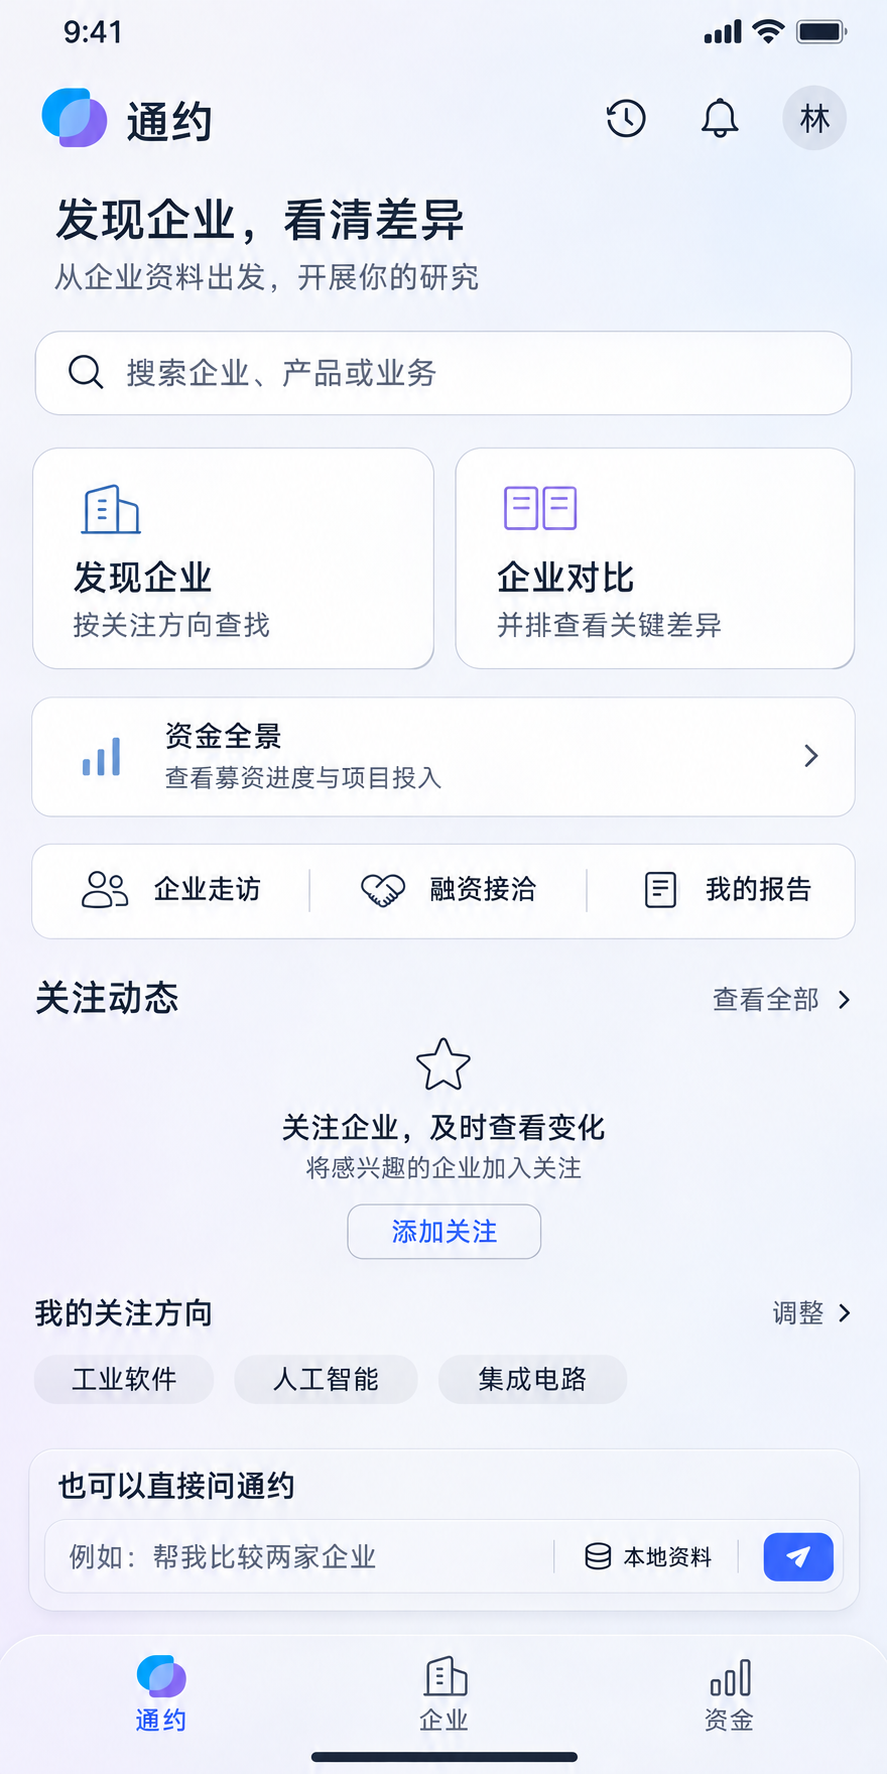 9:41
通约
林
发现企业，看清差异
从企业资料出发，开展你的研究
搜索企业、产品或业务
发现企业
按关注方向查找
企业对比
并排查看关键差异
资金全景
查看募资进度与项目投入
企业走访
融资接洽
我的报告
关注动态
查看全部
关注企业，及时查看变化
将感兴趣的企业加入关注
添加关注
我的关注方向
调整
工业软件
人工智能
集成电路
也可以直接问通约
例如：帮我比较两家企业
本地资料
通约
企业
资金